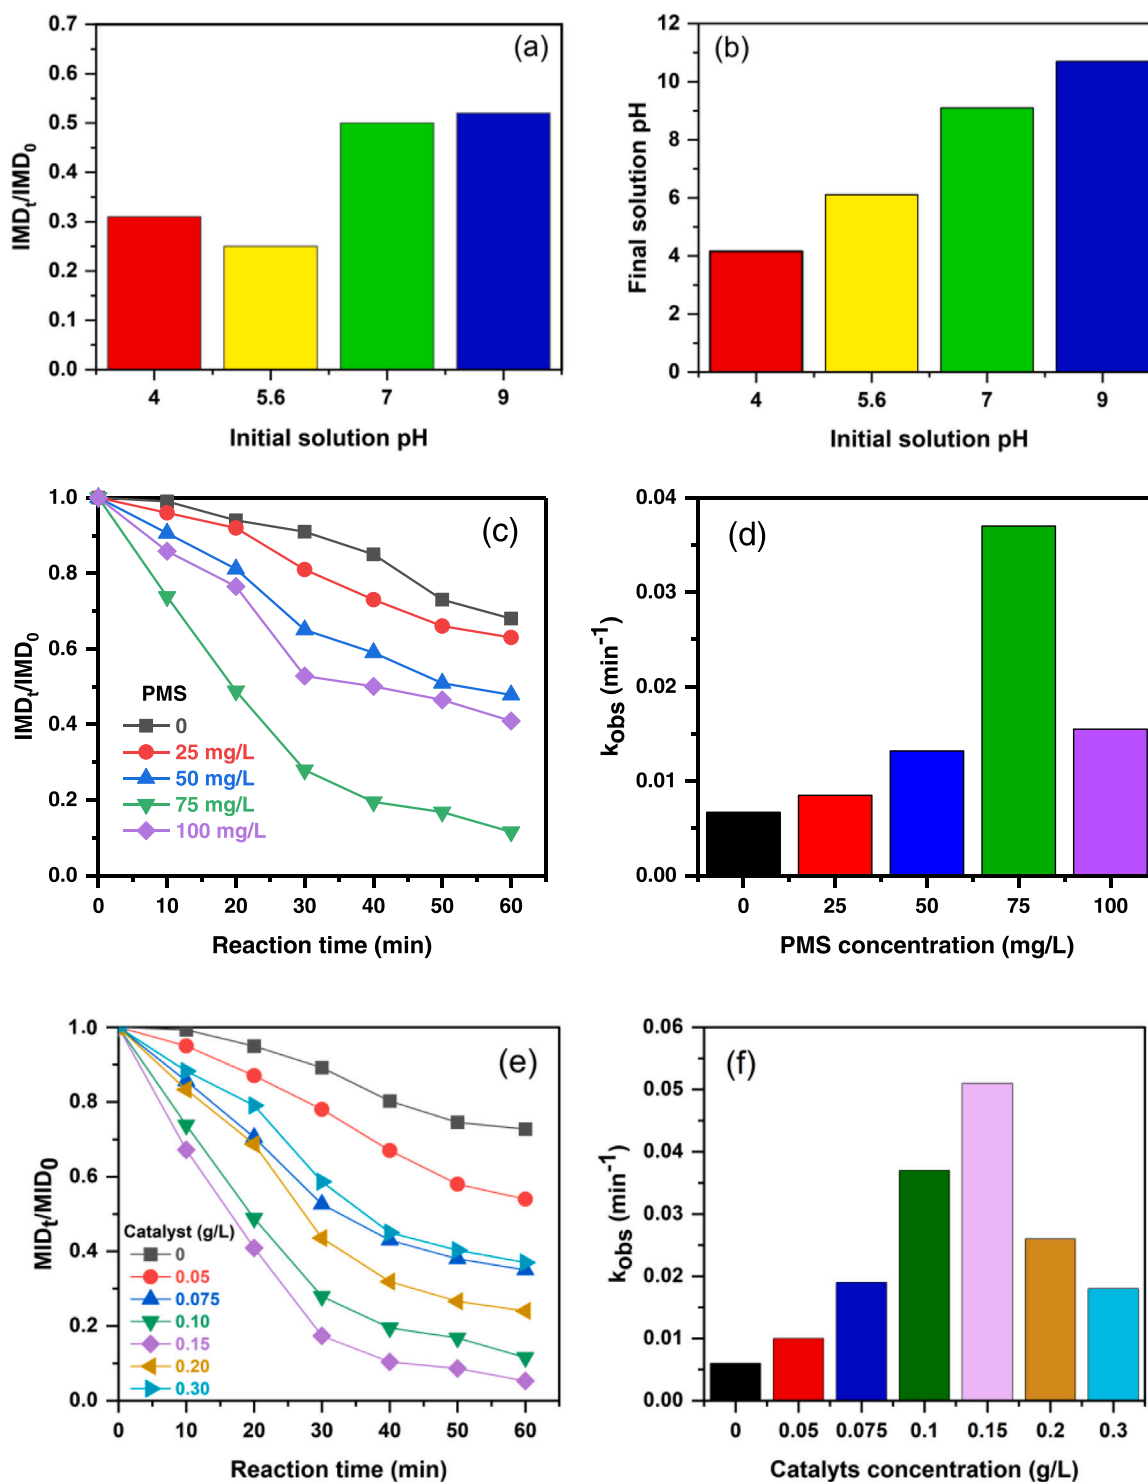 (a)
IMDt/IMD0
0.7
0.6
0.5
0.4
0.3
0.2
0.1
0.0
4 5.6 7 9
Initial solution pH
(b)
Final solution pH
12
10
8
6
4
2
0
4 5.6 7 9
Initial solution pH
(c)
IMDt/IMD0
1.0
0.8
0.6
0.4
0.2
0.0
PMS
0
25 mg/L
50 mg/L
75 mg/L
100 mg/L
0 10 20 30 40 50 60
Reaction time (min)
(d)
kobs (min-1)
0.04
0.03
0.02
0.01
0.00
0 25 50 75 100
PMS concentration (mg/L)
(e)
MIDt/MID0
1.0
0.8
0.6
0.4
0.2
0.0
Catalyst (g/L)
0
0.05
0.075
0.10
0.15
0.20
0.30
0 10 20 30 40 50 60
Reaction time (min)
(f)
kobs (min-1)
0.06
0.05
0.04
0.03
0.02
0.01
0.00
0 0.05 0.075 0.1 0.15 0.2 0.3
Catalyts concentration (g/L)